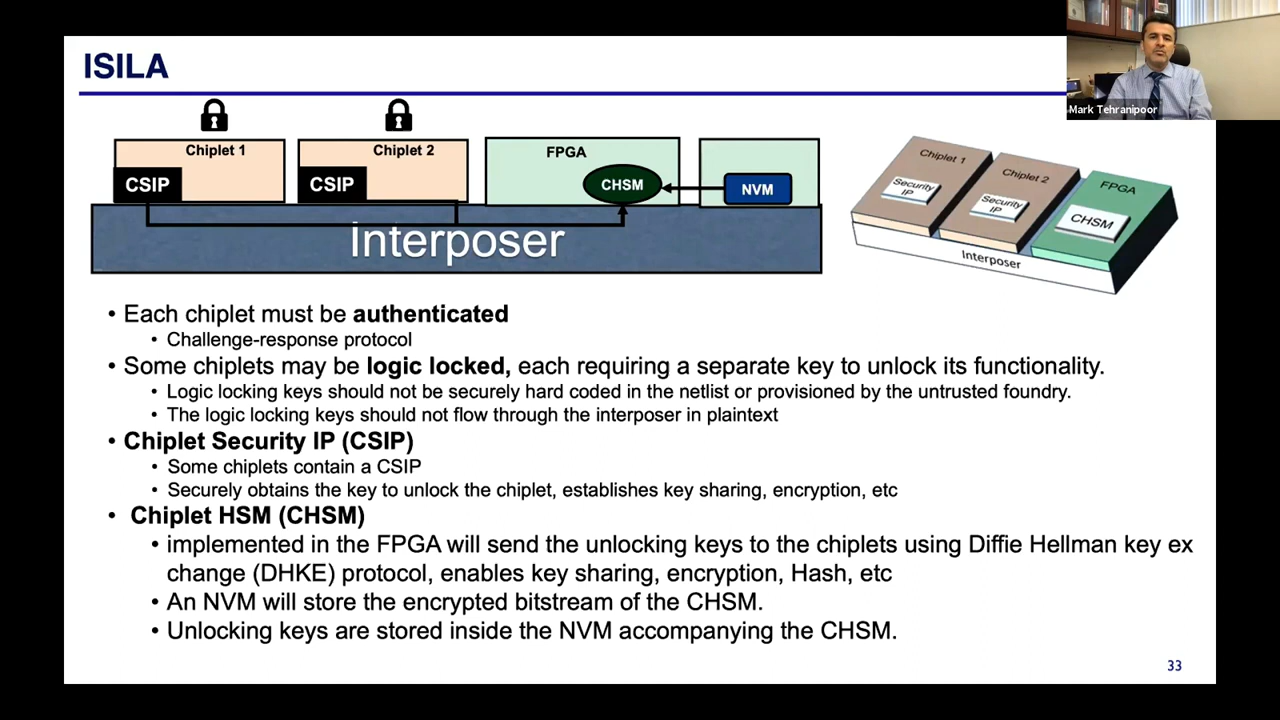 ISILA
Mark Tehranipoor
Chiplet 1
Chiplet 2
FPGA
CSIP
CSIP
CHSM
NVM
Interposer
Chiplet 1
Security
IP
Chiplet 2
Security
IP
FPGA
CHSM
Interposer
• Each chiplet must be authenticated
• Challenge-response protocol
• Some chiplets may be logic locked, each requiring a separate key to unlock its functionality.
• Logic locking keys should not be securely hard coded in the netlist or provisioned by the untrusted foundry.
• The logic locking keys should not flow through the interposer in plaintext
• Chiplet Security IP (CSIP)
• Some chiplets contain a CSIP
• Securely obtains the key to unlock the chiplet, establishes key sharing, encryption, etc
• Chiplet HSM (CHSM)
• implemented in the FPGA will send the unlocking keys to the chiplets using Diffie Hellman key ex
change (DHKE) protocol, enables key sharing, encryption, Hash, etc
• An NVM will store the encrypted bitstream of the CHSM.
• Unlocking keys are stored inside the NVM accompanying the CHSM.
33